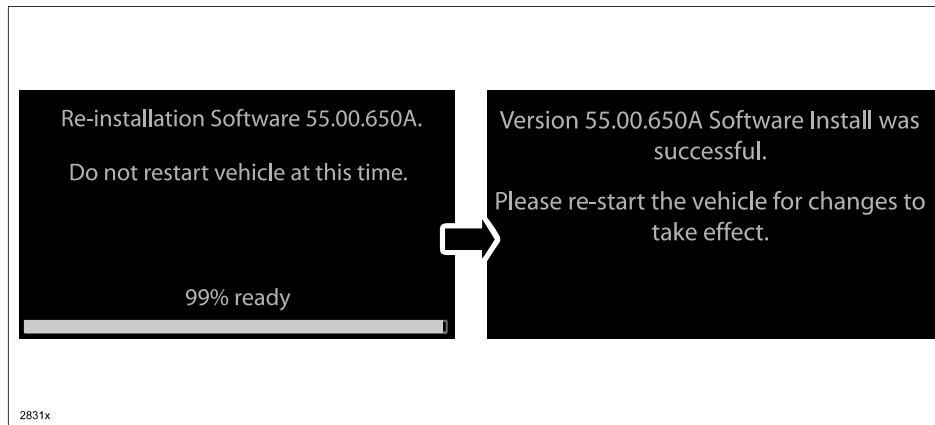 Re-installation Software 55.00.650A.
Do not restart vehicle at this time.
99% ready
Version 55.00.650A Software Install was
successful.
Please re-start the vehicle for changes to
take effect.
2831x